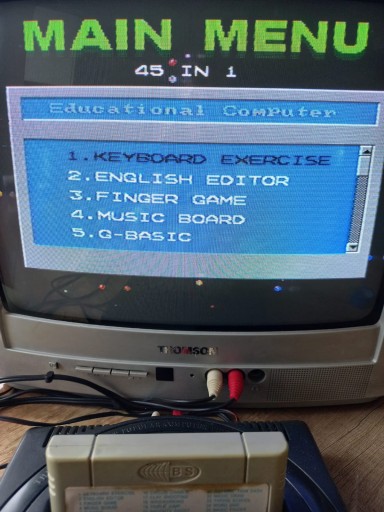 MAIN MENU
45 IN 1
Educational Computer
1.KEYBOARD EXERCISE
2.ENGLISH EDITOR
3.FINGER GAME
4.MUSIC BOARD
5.G-BASIC
THOMSON
BS